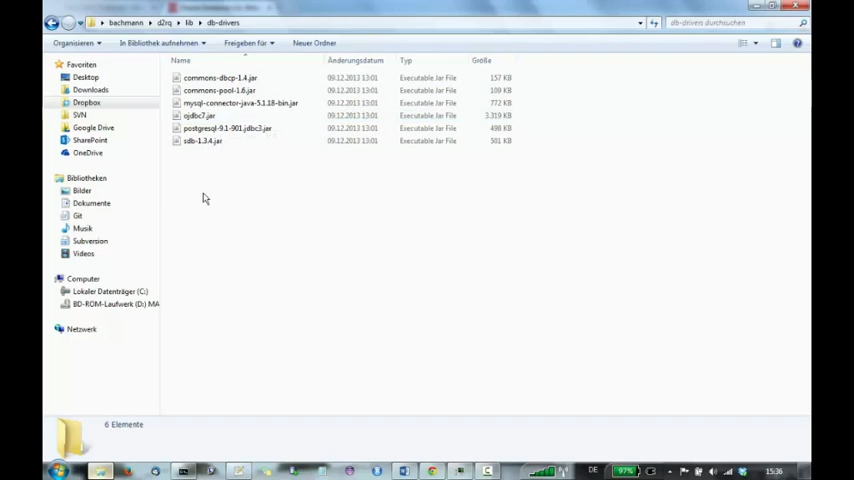 bachmann ▸ d2rq ▸ lib ▸ db-drivers
db-drivers durchsuchen
Organisieren In Bibliothek aufnehmen Freigeben für Neuer Ordner
Name Änderungsdatum Typ Größe
commons-dbcp-1.4.jar 09.12.2013 13:01 Executable Jar File 157 KB
commons-pool-1.6.jar 09.12.2013 13:01 Executable Jar File 109 KB
mysql-connector-java-5.1.18-bin.jar 09.12.2013 13:01 Executable Jar File 772 KB
ojdbc7.jar 09.12.2013 13:01 Executable Jar File 3.319 KB
postgresql-9.1-901.jdbc3.jar 09.12.2013 13:01 Executable Jar File 498 KB
sdb-1.3.4.jar 09.12.2013 13:01 Executable Jar File 501 KB
Favoriten
Desktop
Downloads
Dropbox
SVN
Google Drive
SharePoint
OneDrive
Bibliotheken
Bilder
Dokumente
Git
Musik
Subversion
Videos
Computer
Lokaler Datenträger (C:)
BD-ROM-Laufwerk (D:) MA
Netzwerk
6 Elemente
DE 97% 15:36